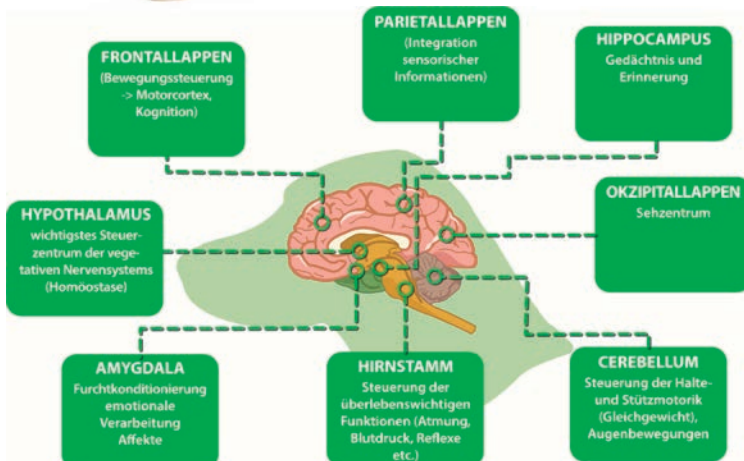 FRONTALLAPPEN
(Bewegungssteuerung
-> Motorcortex,
Kognition)
PARIETALLAPPEN
(Integration
sensorischer
Informationen)
HIPPOCAMPUS
Gedächtnis und
Erinnerung
HYPOTHALAMUS
wichtigstes Steuer-
zentrum der vege-
tativen Nervensystems
(Homöostase)
OKZIPITALLAPPEN
Sehzentrum
AMYGDALA
Furchtkonditionierung
emotionale
Verarbeitung
Affekte
HIRNSTAMM
Steuerung der
überlebenswichtigen
Funktionen (Atmung,
Blutdruck, Reflexe
etc.)
CEREBELLUM
Steuerung der Halte-
und Stützmotorik
(Gleichgewicht),
Augenbewegungen